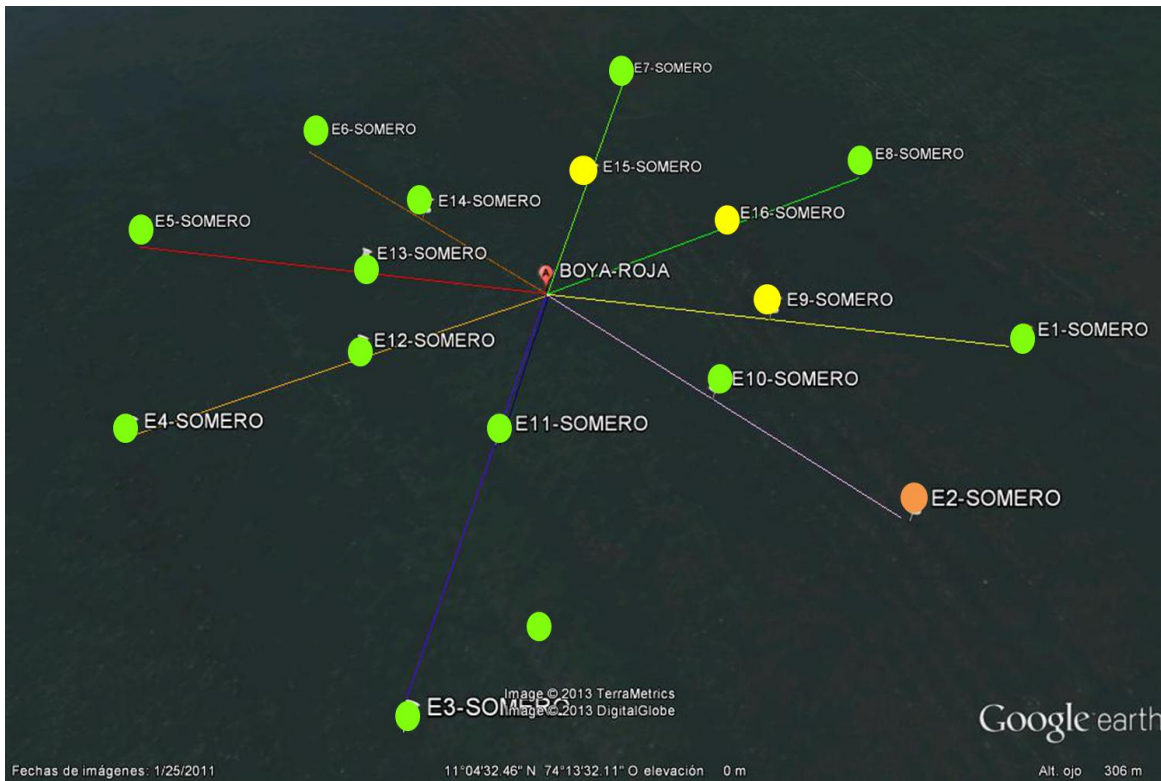 E7-SOMERO
E6-SOMERO
E8-SOMERO
E15-SOMERO
E14-SOMERO
E16-SOMERO
E5-SOMERO
E13-SOMERO
A
BOYA-ROJA
E9-SOMERO
E1-SOMERO
E12-SOMERO
E10-SOMERO
E4-SOMERO
E11-SOMERO
E2-SOMERO
E3-SOMERO
Image © 2013 TerraMetrics
Image © 2013 DigitalGlobe
Google earth
Fechas de imágenes: 1/25/2011 11°04'32.46" N 74°13'32.11" O elevación 0 m Alt. ojo 306 m